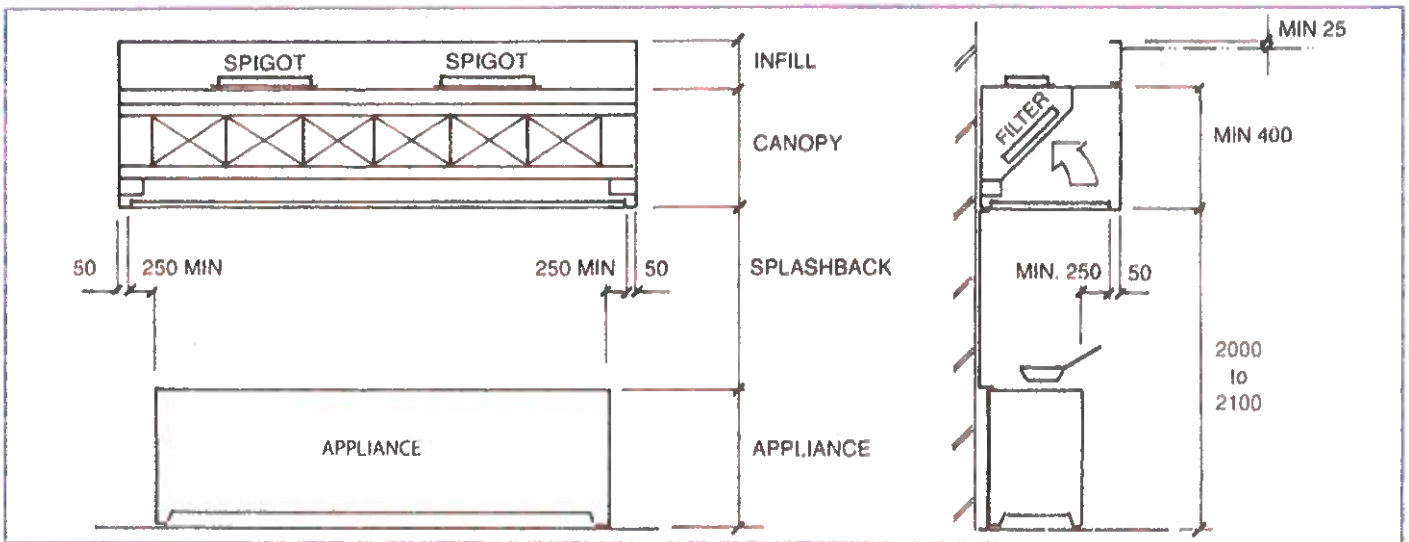 SPIGOT
SPIGOT
INFILL
CANOPY
50
250 MIN
250 MIN
50
SPLASHBACK
APPLIANCE
APPLIANCE
MIN 25
FILTER
MIN 400
MIN. 250
50
2000
to
2100